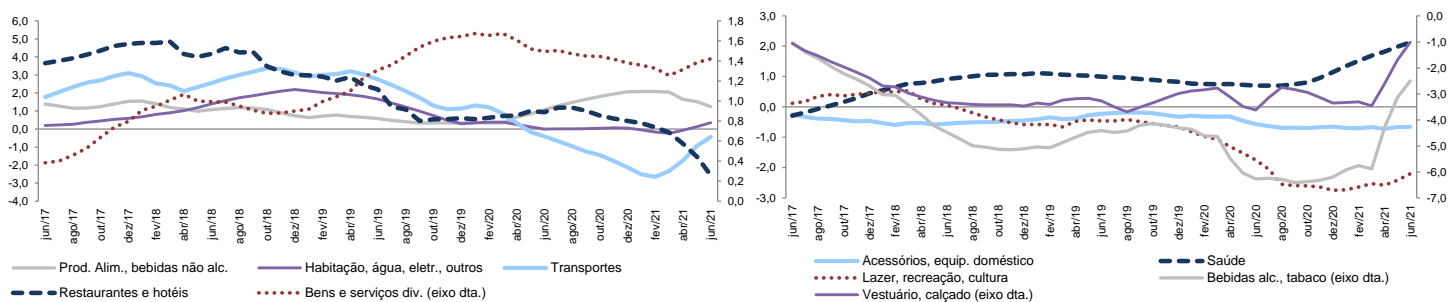 6,0
5,0
4,0
3,0
2,0
1,0
0,0
-1,0
-2,0
-3,0
-4,0
1,8
1,6
1,4
1,2
1,0
0,8
0,6
0,4
0,2
0,0
jun/17
ago/17
out/17
dez/17
fev/18
abr/18
jun/18
ago/18
out/18
dez/18
fev/19
abr/19
jun/19
ago/19
out/19
dez/19
fev/20
abr/20
jun/20
ago/20
out/20
dez/20
fev/21
abr/21
jun/21
Prod. Alim., bebidas não alc.
Habitação, água, eletr., outros
Transportes
Restaurantes e hotéis
Bens e serviços div. (eixo dta.)
3,0
2,0
1,0
0,0
-1,0
-2,0
-3,0
0,0
-1,0
-2,0
-3,0
-4,0
-5,0
-6,0
-7,0
jun/17
ago/17
out/17
dez/17
fev/18
abr/18
jun/18
ago/18
out/18
dez/18
fev/19
abr/19
jun/19
ago/19
out/19
dez/19
fev/20
abr/20
jun/20
ago/20
out/20
dez/20
fev/21
abr/21
jun/21
Acessórios, equip. doméstico
Saúde
Lazer, recreação, cultura
Bebidas alc., tabaco (eixo dta.)
Vestuário, calçado (eixo dta.)